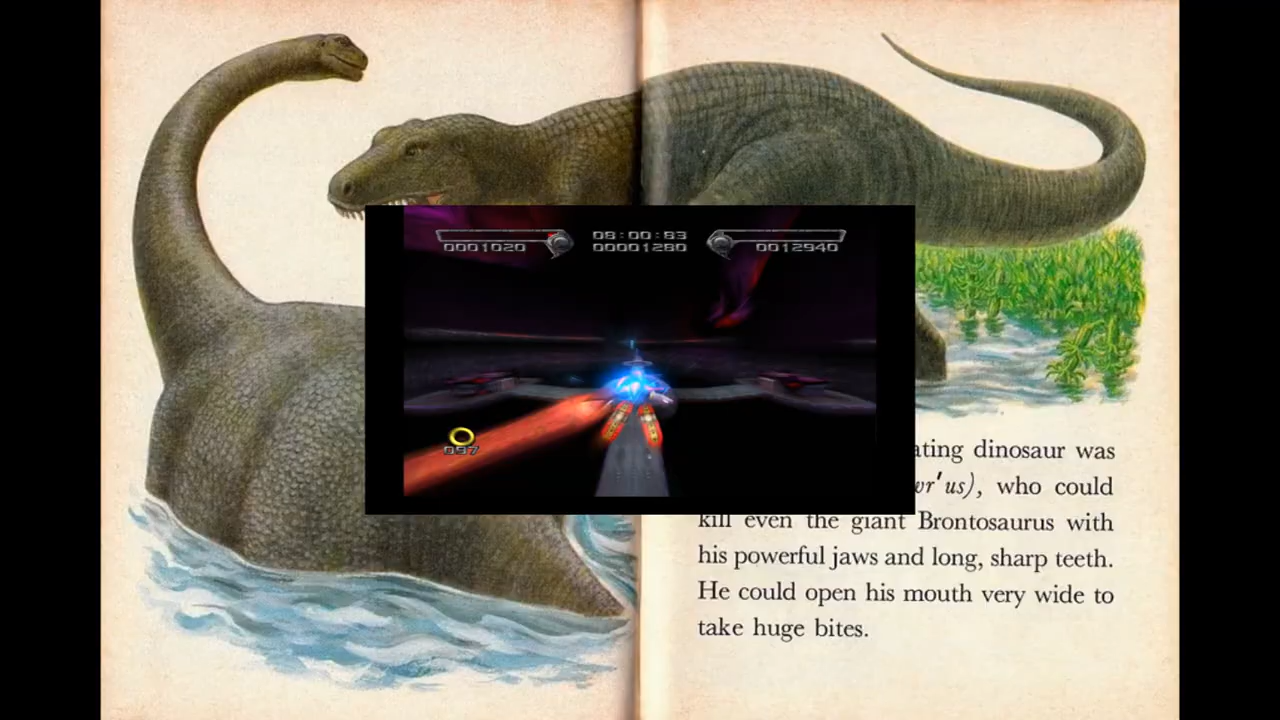 0001020
08:00:83
00001280
0012940
097
ating dinosaur was
wr'us), who could
kill even the giant Brontosaurus with
his powerful jaws and long, sharp teeth.
He could open his mouth very wide to
take huge bites.